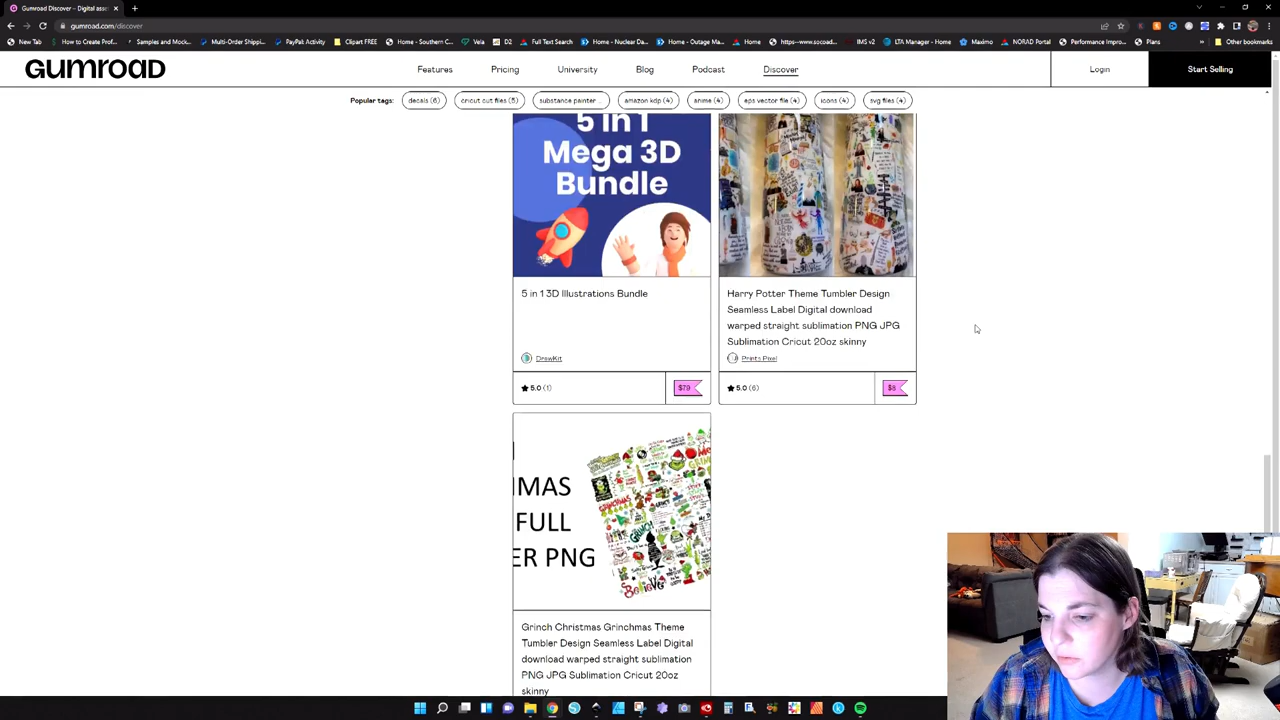 Gumroad Discover – Digital asse
gumroad.com/discover
New Tab
How to Create Prof...
Samples and Mock...
Multi-Order Shippi...
PayPal: Activity
Clipart FREE
Home - Southern C...
Vela
D2
Full Text Search
Home - Nuclear Da...
Home - Outage Ma...
Home
https--www.socoad...
IMS v2
LTA Manager - Home
Maximo
NORAD Portal
Performance Impro...
Plans
Other bookmarks
GUMROAD
Features
Pricing
University
Blog
Podcast
Discover
Login
Start Selling
Popular tags:
decals (6)
cricut cut files (5)
substance painter ...
amazon kdp (4)
anime (4)
eps vector file (4)
icons (4)
svg files (4)
5 in 1
Mega 3D
Bundle
5 in 1 3D Illustrations Bundle
DrawKit
5.0 (1)
$79
Harry Potter Theme Tumbler Design
Seamless Label Digital download
warped straight sublimation PNG JPG
Sublimation Cricut 20oz skinny
Prints Pixel
5.0 (6)
$8
MAS
FULL
ER PNG
Believe
Grinch Christmas Grinchmas Theme
Tumbler Design Seamless Label Digital
download warped straight sublimation
PNG JPG Sublimation Cricut 20oz
skinny